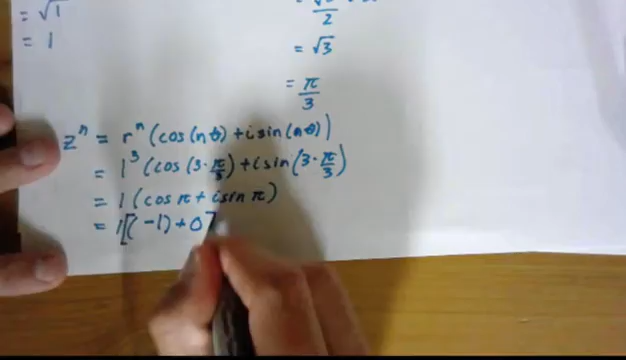 = √1
= 1
2
= √3
= π/3
zⁿ = rⁿ (cos(nθ) + i sin(nθ))
= 1³ (cos (3·π/3) + i sin (3·π/3)
= 1 (cos π + i sin π)
= 1[(-1) + 0]